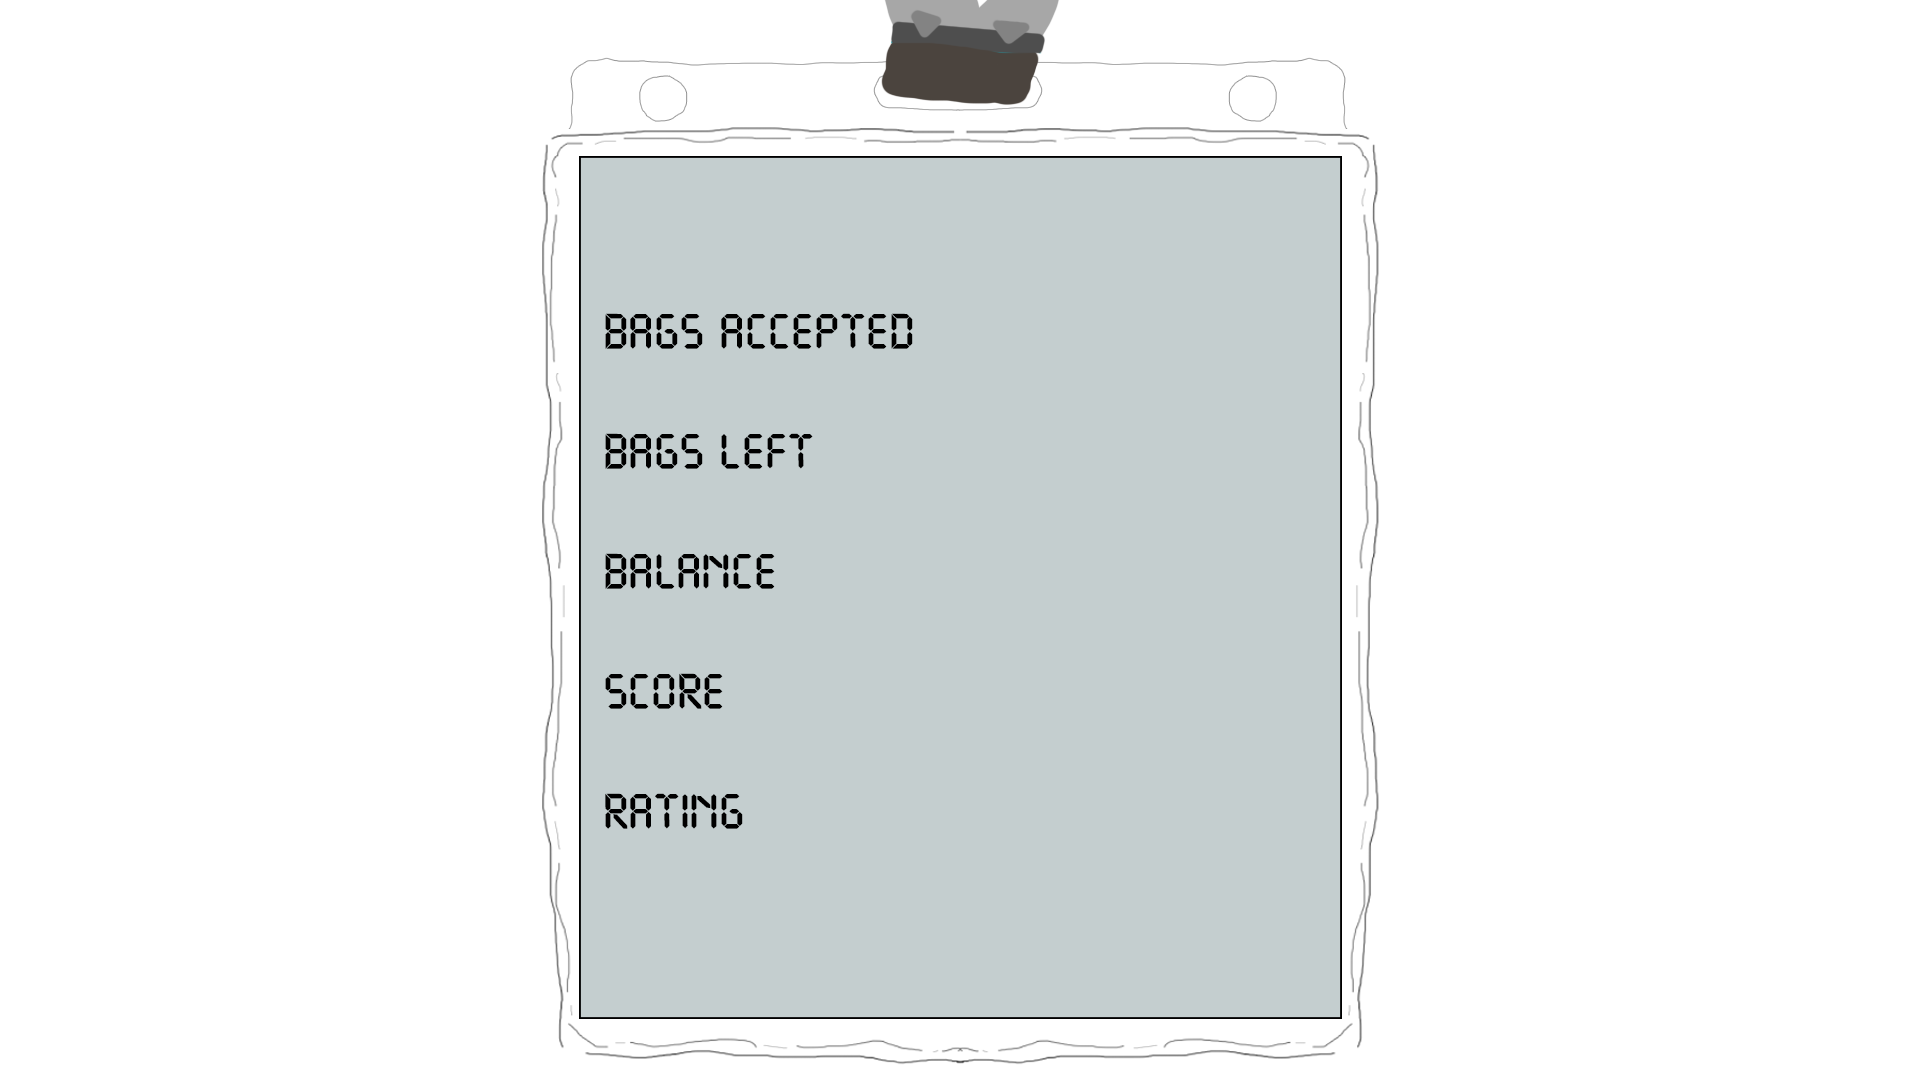 BAGS ACCEPTED
BAGS LEFT
BALANCE
SCORE
RATING